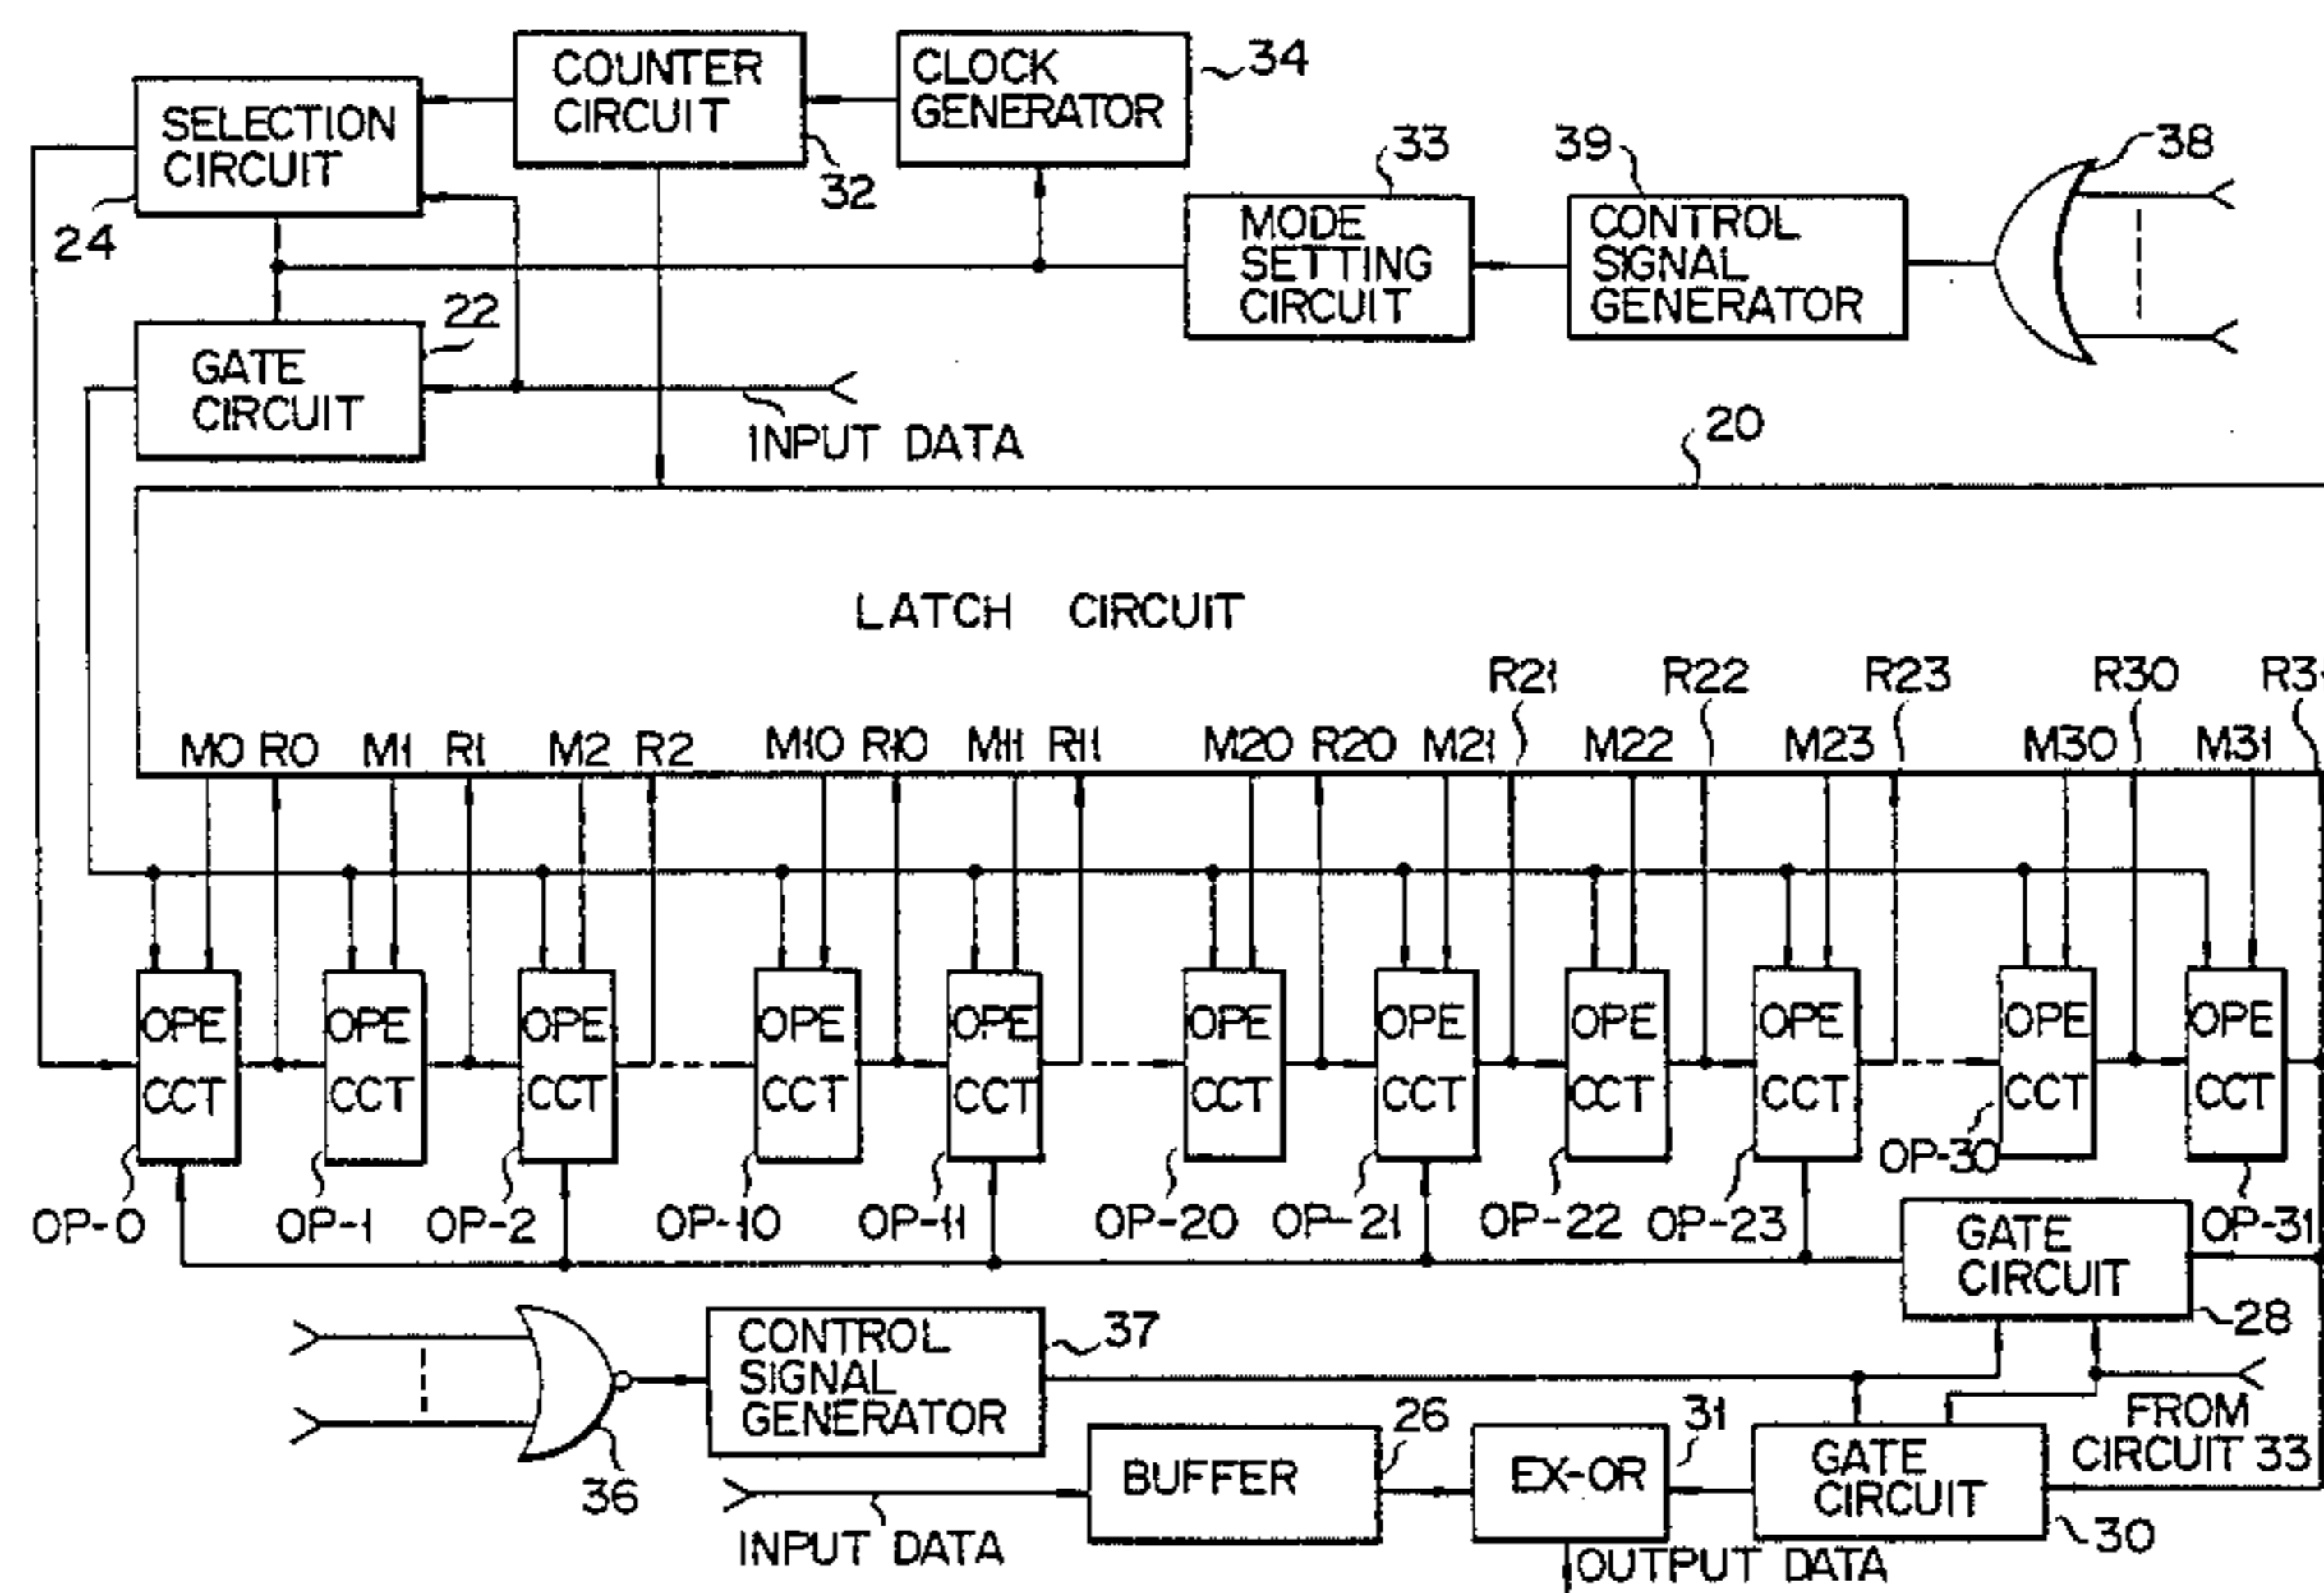 COUNTER
CIRCUIT
CLOCK
GENERATOR
34
SELECTION
CIRCUIT
32
33
39
38
24
MODE
SETTING
CIRCUIT
CONTROL
SIGNAL
GENERATOR
22
GATE
CIRCUIT
INPUT DATA
20
LATCH CIRCUIT
R21 R22 R23 R30 R31
M0 R0 M1 R1 M2 R2 M10 R10 M11 R11 M20 R20 M21 M22 M23 M30 M31
OPE OPE OPE OPE OPE OPE OPE OPE OPE OPE OPE
CCT CCT CCT CCT CCT CCT CCT CCT CCT CCT CCT
OP-30
OP-0 OP-1 OP-2 OP-10 OP-11 OP-20 OP-21 OP-22 OP-23 OP-31
GATE
CIRCUIT
28
CONTROL
SIGNAL
GENERATOR
37
36
FROM
CIRCUIT 33
BUFFER
26
EX-OR
31
GATE
CIRCUIT
30
INPUT DATA
OUTPUT DATA